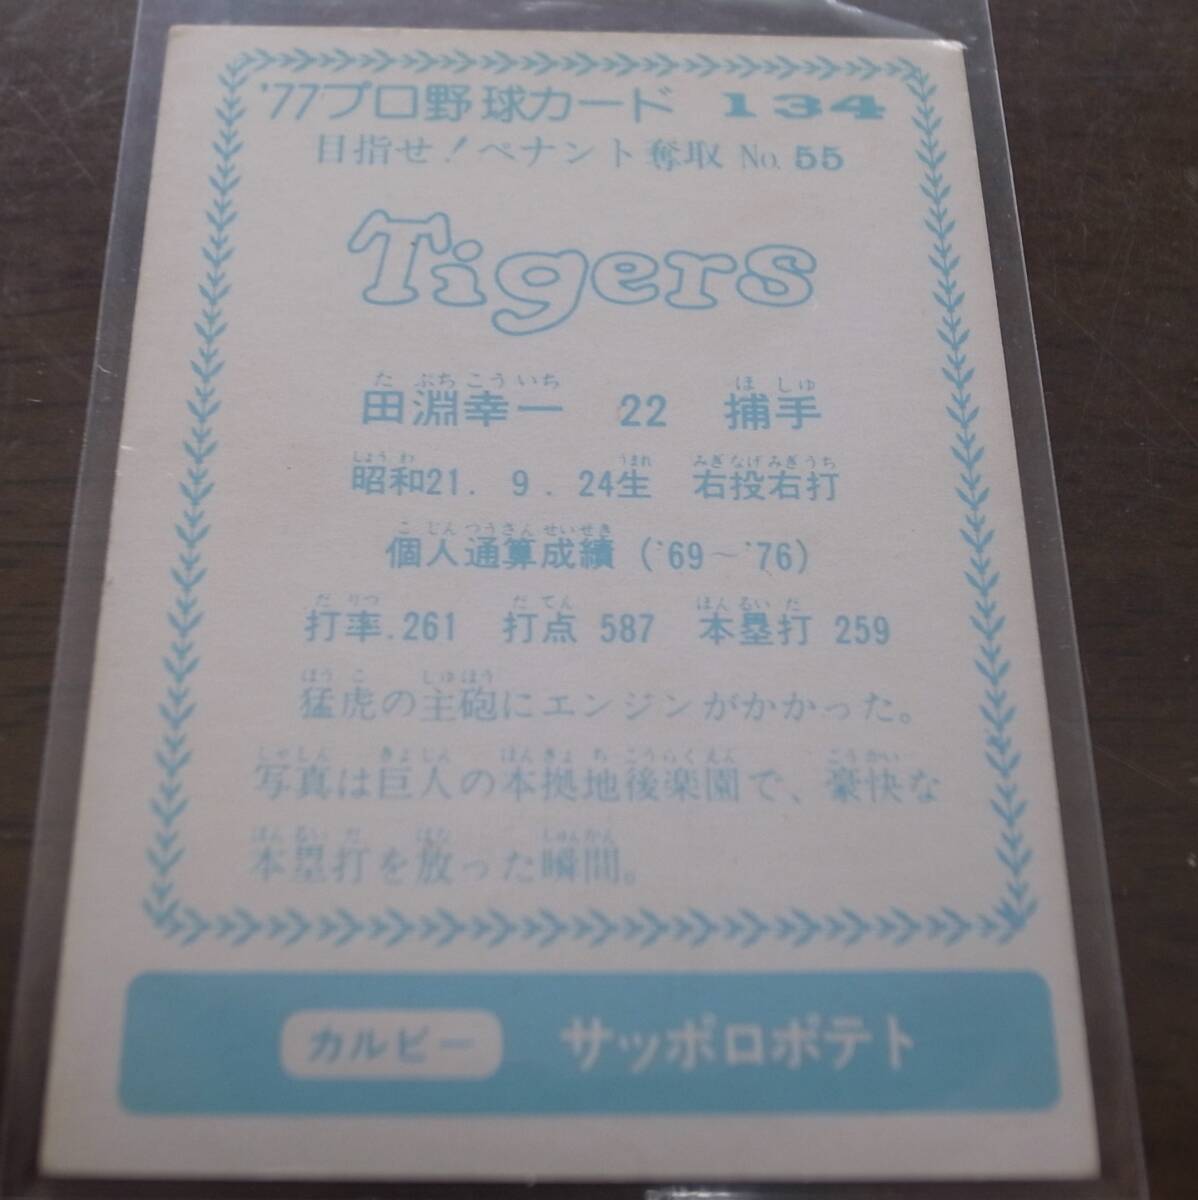 '77プロ野球カード 134
目指せ!ペナント奪取 No. 55
Tigers
た ぶち こう いち ほ しゅ
田淵幸一 22 捕手
しょう わ うまれ みぎ なげ みぎ うち
昭和21. 9. 24生 右投右打
こ じん つう さん せい せき
個人通算成績 ('69～'76)
だ りつ だ てん ほん るい だ
打率.261 打点 587 本塁打 259
もう こ しゅ ほう
猛虎の主砲にエンジンがかかった。
しゃ しん きょ じん ほん きょ ち こう らく えん ごう かい
写真は巨人の本拠地後楽園で、豪快な
ほん るい だ はな しゅん かん
本塁打を放った瞬間。
カルビー サッポロポテト